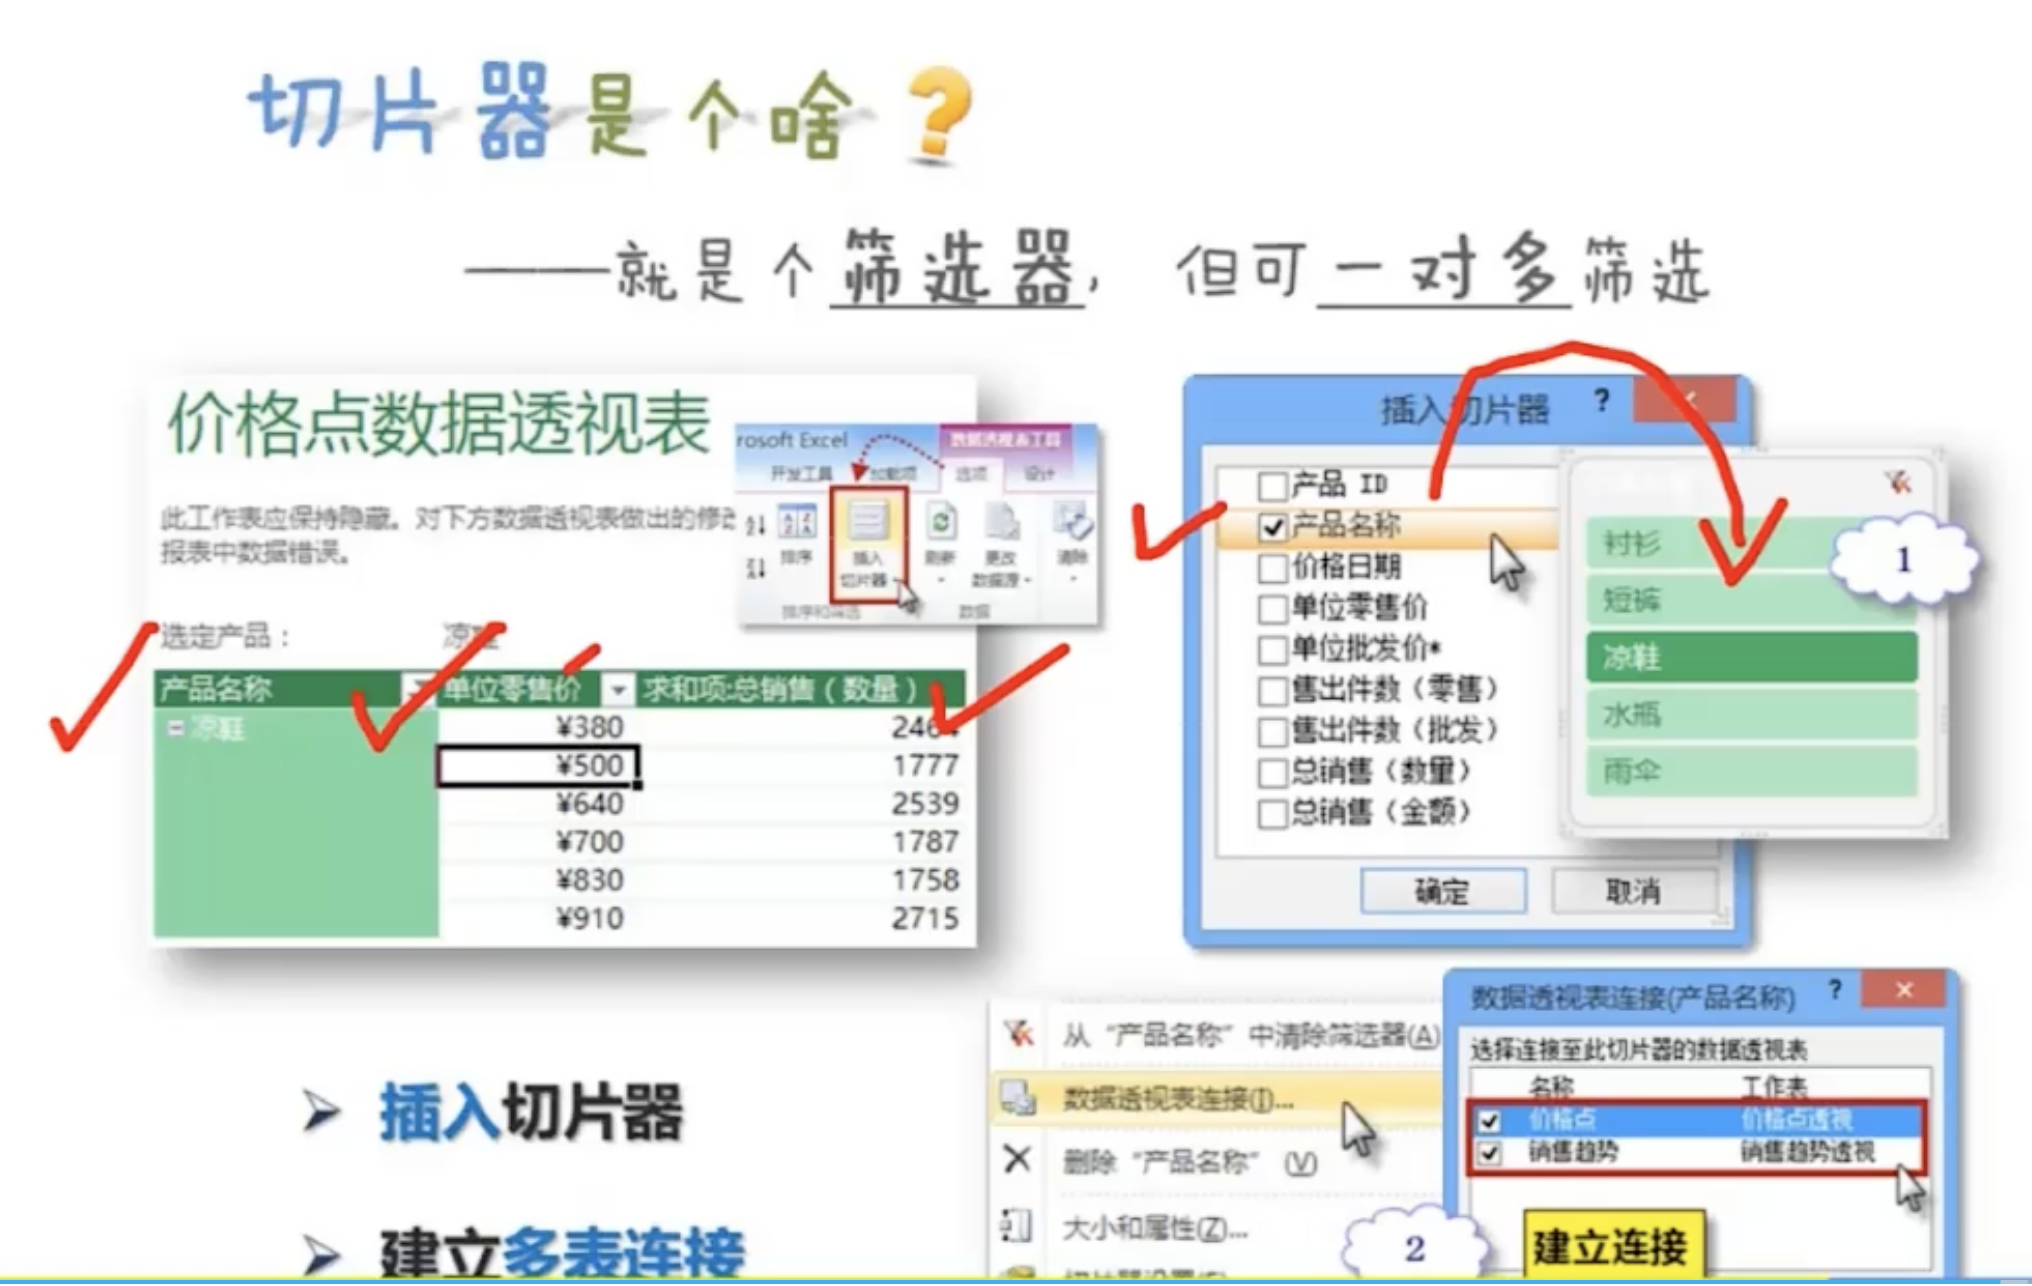 切片器是个啥？
——就是个筛选器，但可一对多筛选
价格点数据透视表
此工作表应保持隐藏。对下方数据透视表做出的修
报表中数据错误。
选定产品：
产品名称 单位零售价 求和项:总销售（数量）
凉鞋 ¥380
¥500 1777
¥640 2539
¥700 1787
¥830 1758
¥910 2715
rosoft Excel 数据透视表工具
开发工具 加载项 选项 设计
排序 插入切片器 刷新 更改数据源 清除
排序和筛选 数据
插入切片器 ?
产品 ID
产品名称
价格日期
单位零售价
单位批发价*
售出件数（零售）
售出件数（批发）
总销售（数量）
总销售（金额）
确定 取消
衬衫
短裤
凉鞋
水瓶
雨伞
1
插入切片器
建立多表连接
从“产品名称”中清除筛选器(A)
数据透视表连接(I)...
删除“产品名称”(V)
大小和属性(Z)...
2
数据透视表连接(产品名称) ?
选择连接至此切片器的数据透视表
名称 工作表
价格点 价格点透视
销售趋势 销售趋势透视
建立连接